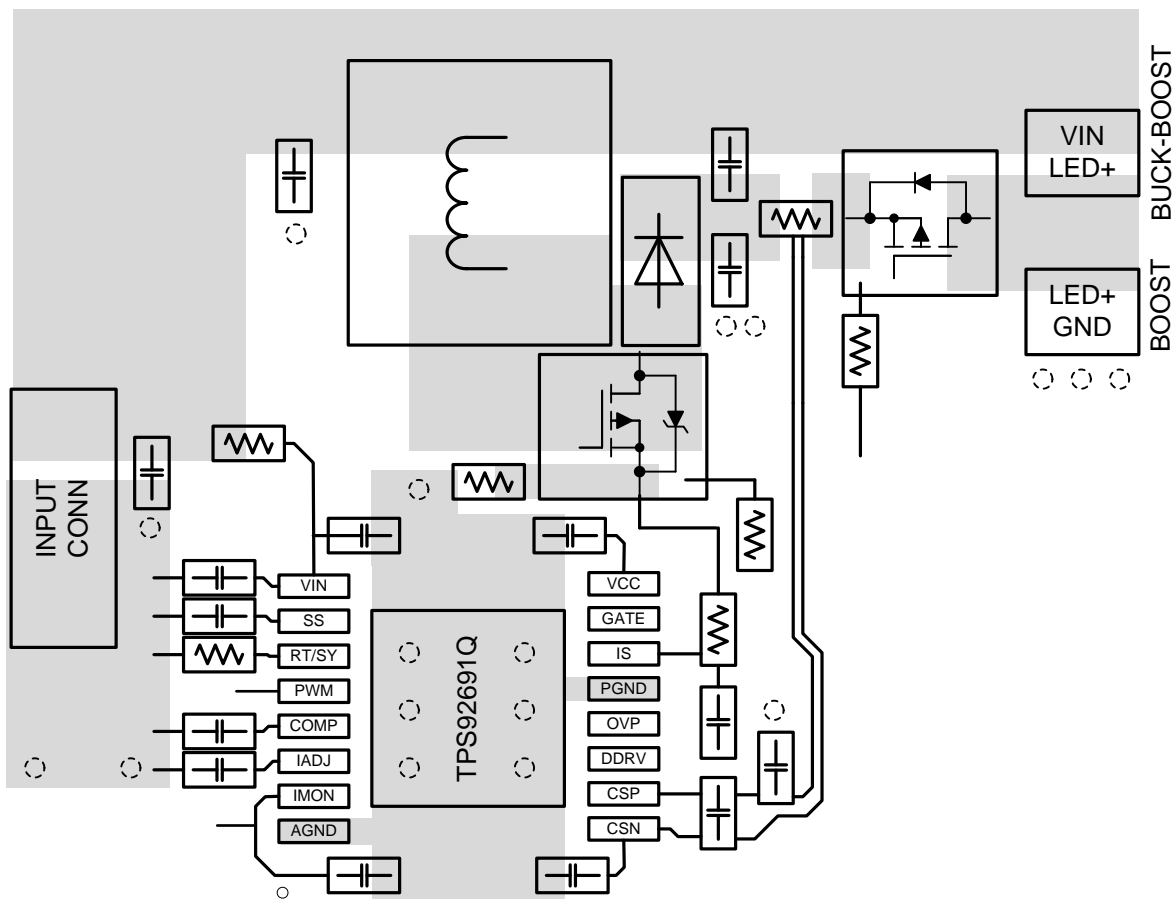 BUCK-BOOST
VIN
LED+
LED+
GND
BOOST
INPUT
CONN
VIN
SS
RT/SY
PWM
COMP
IADJ
IMON
AGND
TPS92691Q
VCC
GATE
IS
PGND
OVP
DDRV
CSP
CSN